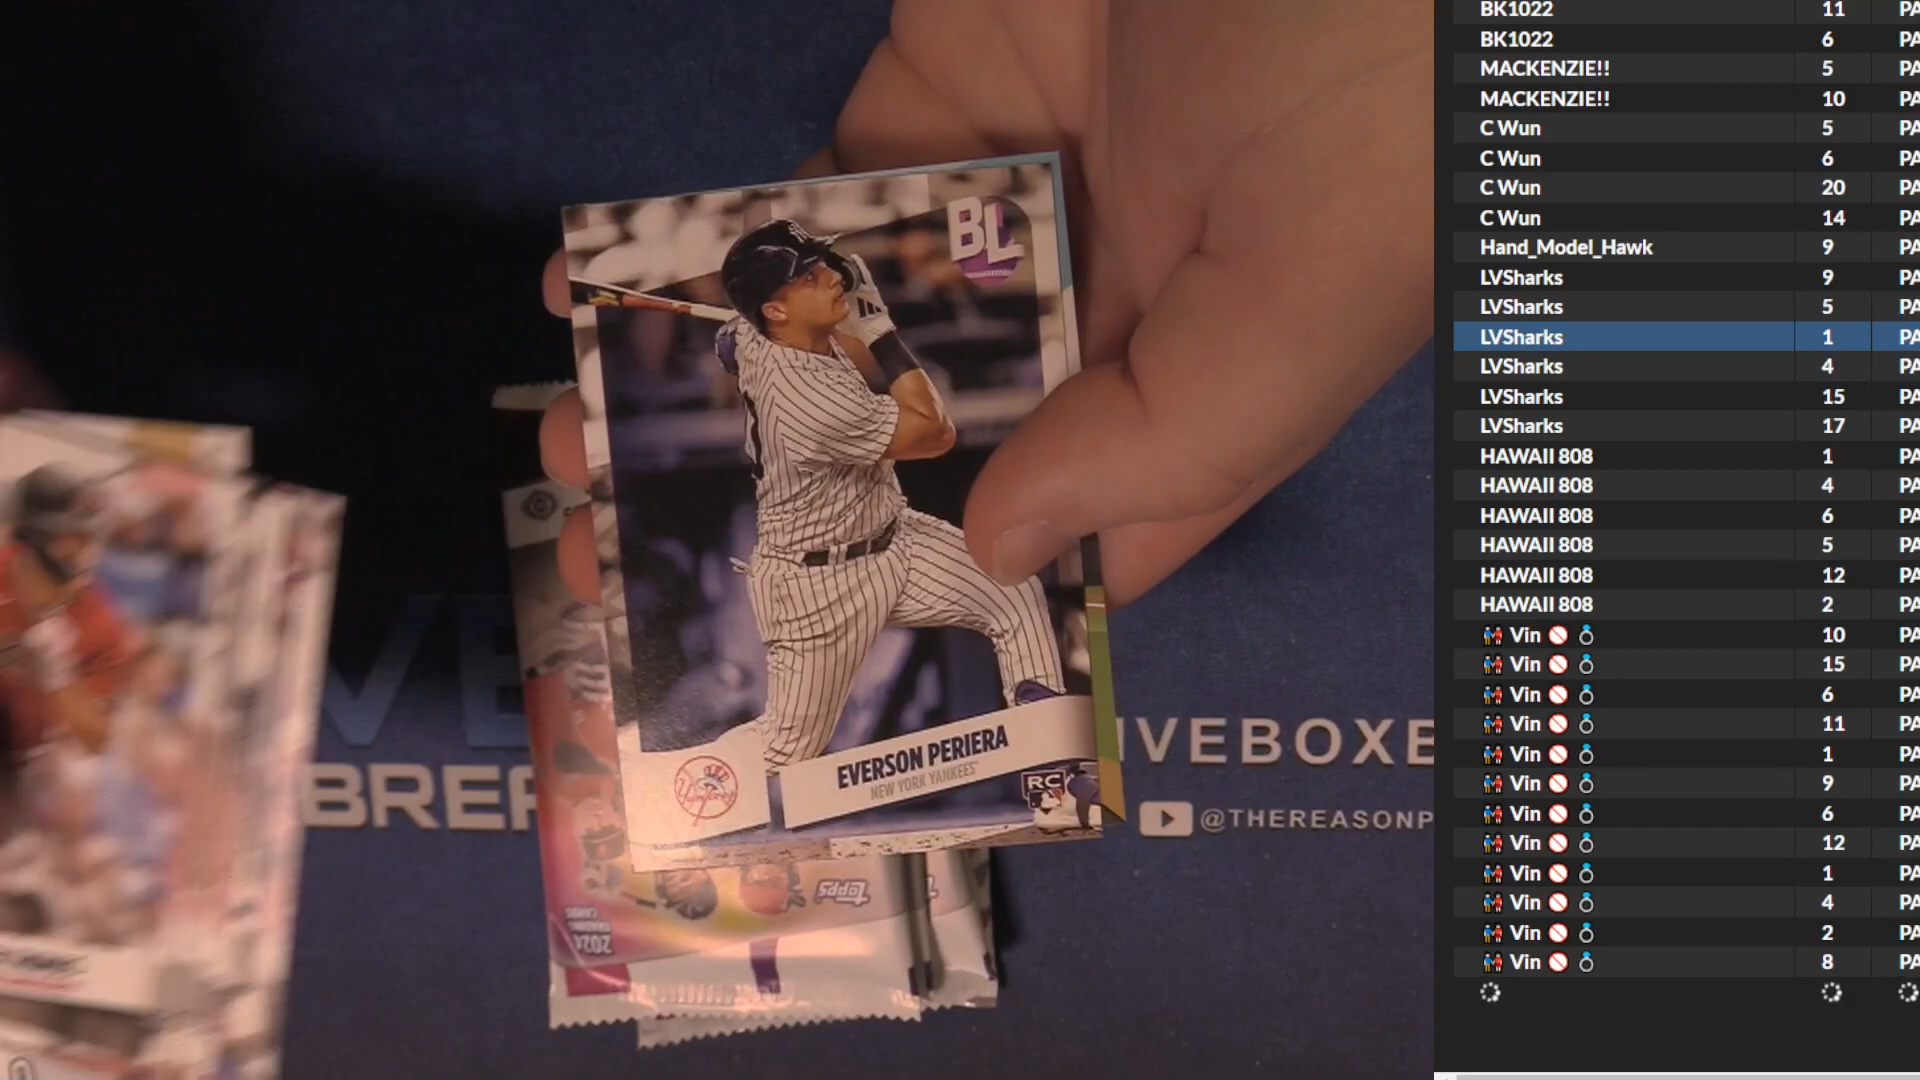 BL
EVERSON PERIERA
NEW YORK YANKEES
RC
Yankees
topps
2024
TRADING
CARDS
BREA
IVEBOXE
@THEREASONP
BK1022 11 PA
BK1022 6 PA
MACKENZIE!! 5 PA
MACKENZIE!! 10 PA
C Wun 5 PA
C Wun 6 PA
C Wun 20 PA
C Wun 14 PA
Hand_Model_Hawk 9 PA
LVSharks 9 PA
LVSharks 5 PA
LVSharks 1 PA
LVSharks 4 PA
LVSharks 15 PA
LVSharks 17 PA
HAWAII 808 1 PA
HAWAII 808 4 PA
HAWAII 808 6 PA
HAWAII 808 5 PA
HAWAII 808 12 PA
HAWAII 808 2 PA
Vin 10 PA
Vin 15 PA
Vin 6 PA
Vin 11 PA
Vin 1 PA
Vin 9 PA
Vin 6 PA
Vin 12 PA
Vin 1 PA
Vin 4 PA
Vin 2 PA
Vin 8 PA